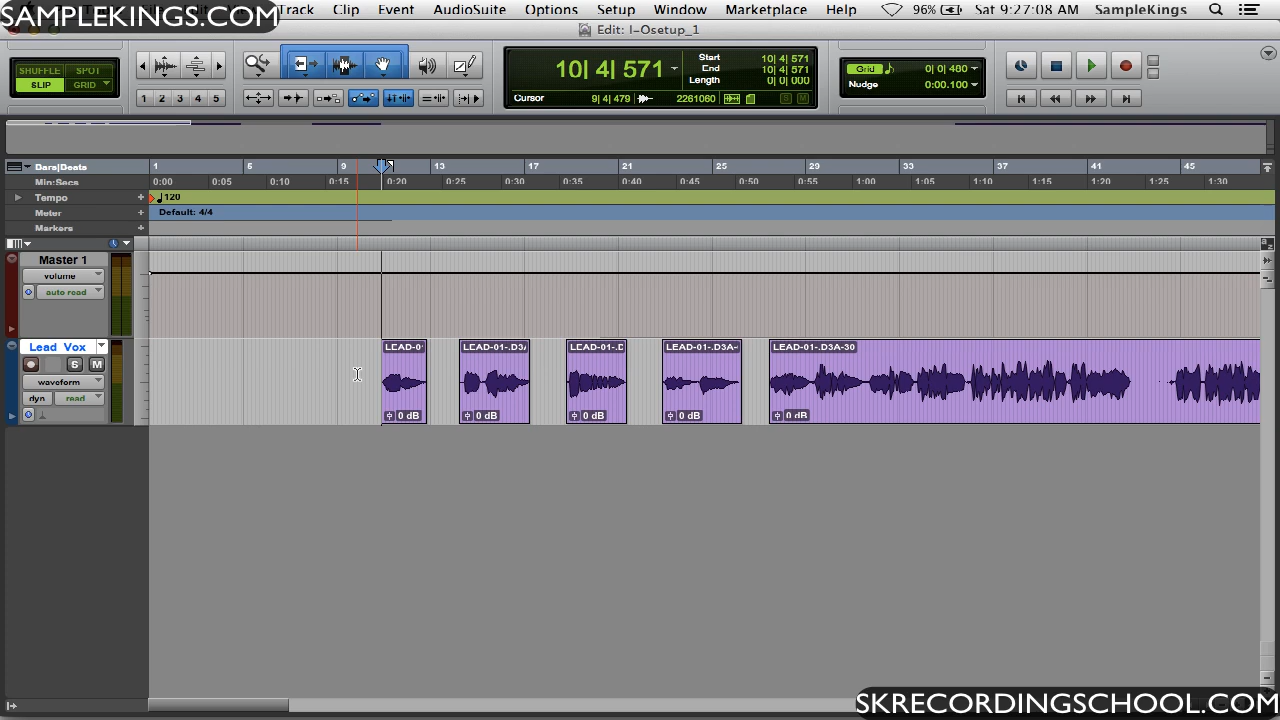 SAMPLEKINGS.COM
Track Clip Event AudioSuite Options Setup Window Marketplace Help 96% Sat 9:27:08 AM SampleKings
Edit: I-Osetup_1
SHUFFLE SPOT
SLIP GRID
1 2 3 4 5
10| 4| 571
Start 10| 4| 571
End 10| 4| 571
Length 0| 0| 000
Cursor 9| 4| 479 2261060 S M
Grid 0| 0| 480
Nudge 0:00.100
Bars|Beats 1 5 9 13 17 21 25 29 33 37 41 45
Min:Secs 0:00 0:05 0:10 0:15 0:20 0:25 0:30 0:35 0:40 0:45 0:50 0:55 1:00 1:05 1:10 1:15 1:20 1:25 1:30
Tempo + 120
Meter + Default: 4/4
Markers +
a z
Master 1
volume
auto read
Lead Vox
S M
waveform
dyn read
LEAD-0 LEAD-01-.D3A LEAD-01-.D LEAD-01-.D3A- LEAD-01-.D3A-30
0 dB 0 dB 0 dB 0 dB 0 dB
SKRECORDINGSCHOOL.COM